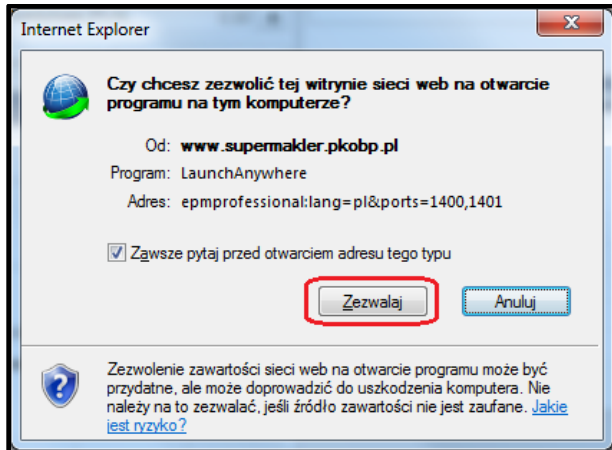 Internet Explorer
Czy chcesz zezwolić tej witrynie sieci web na otwarcie
programu na tym komputerze?
Od: www.supermakler.pkobp.pl
Program: LaunchAnywhere
Adres: epmprofessional:lang=pl&ports=1400,1401
Zawsze pytaj przed otwarciem adresu tego typu
Zezwalaj Anuluj
Zezwolenie zawartości sieci web na otwarcie programu może być
przydatne, ale może doprowadzić do uszkodzenia komputera. Nie
należy na to zezwalać, jeśli źródło zawartości nie jest zaufane. Jakie
jest ryzyko?